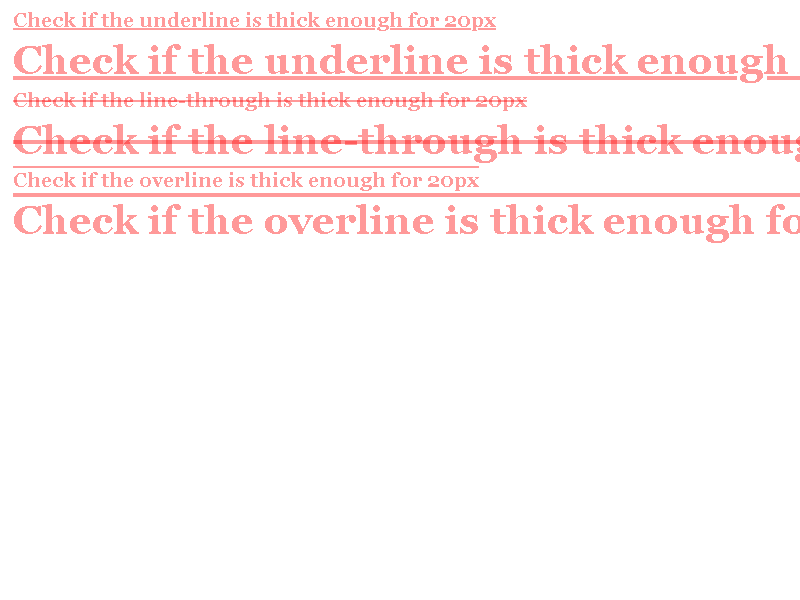 Check if the underline is thick enough for 20px
Check if the underline is thick enough
Check if the line-through is thick enough for 20px
Check if the line-through is thick enoug
Check if the overline is thick enough for 20px
Check if the overline is thick enough fo